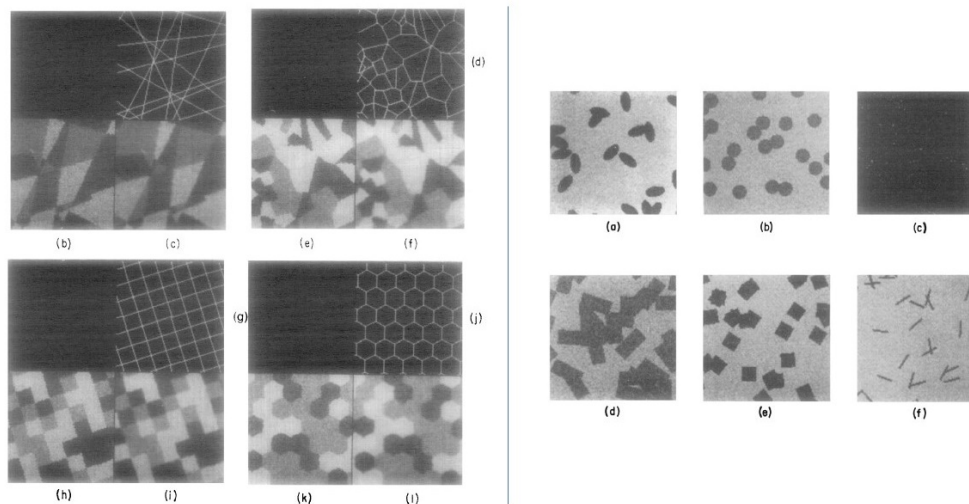 (d)
(b) (c) (e) (f)
(g) (j)
(h) (i) (k) (l)
(a) (b) (c)
(d) (e) (f)